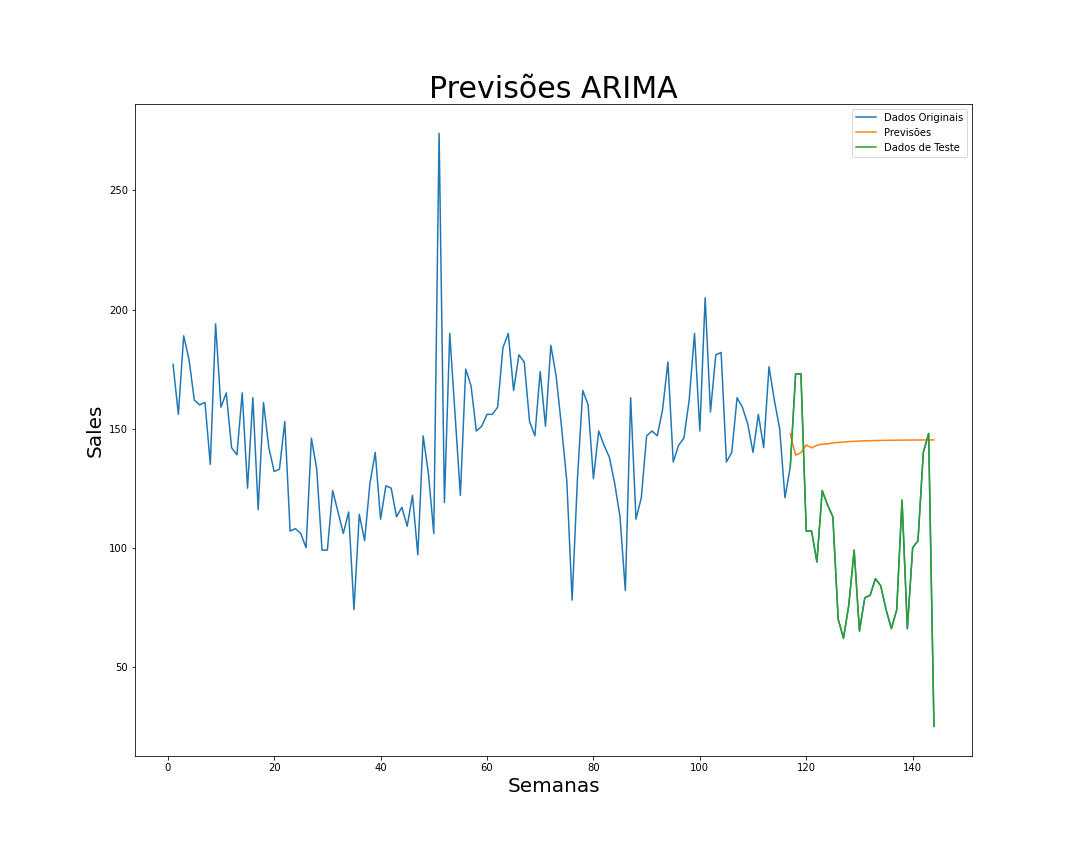 Previsões ARIMA
Dados Originais
Previsões
Dados de Teste
250
200
150
100
50
Sales
0 20 40 60 80 100 120 140
Semanas